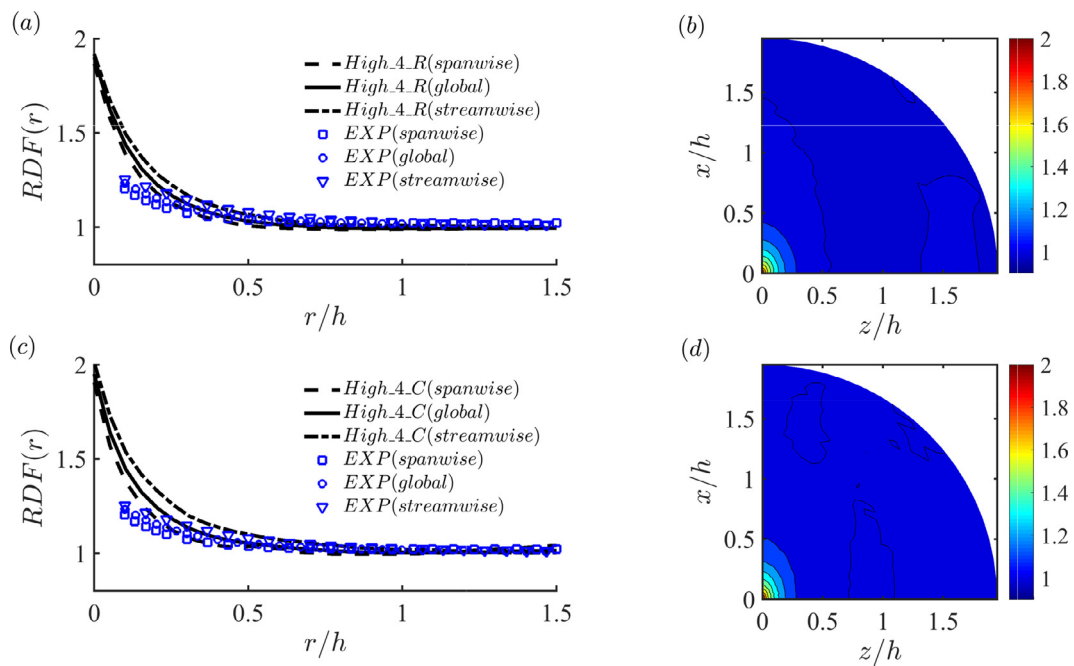 (a)
RDF(r)
2
1.5
1
0 0.5 1 1.5
r/h
High_4_R(spanwise)
High_4_R(global)
High_4_R(streamwise)
EXP(spanwise)
EXP(global)
EXP(streamwise)
(b)
x/h
1.5
1
0.5
0
0 0.5 1 1.5
z/h
2
1.8
1.6
1.4
1.2
1
(c)
RDF(r)
2
1.5
1
0 0.5 1 1.5
r/h
High_4_C(spanwise)
High_4_C(global)
High_4_C(streamwise)
EXP(spanwise)
EXP(global)
EXP(streamwise)
(d)
x/h
1.5
1
0.5
0
0 0.5 1 1.5
z/h
2
1.8
1.6
1.4
1.2
1